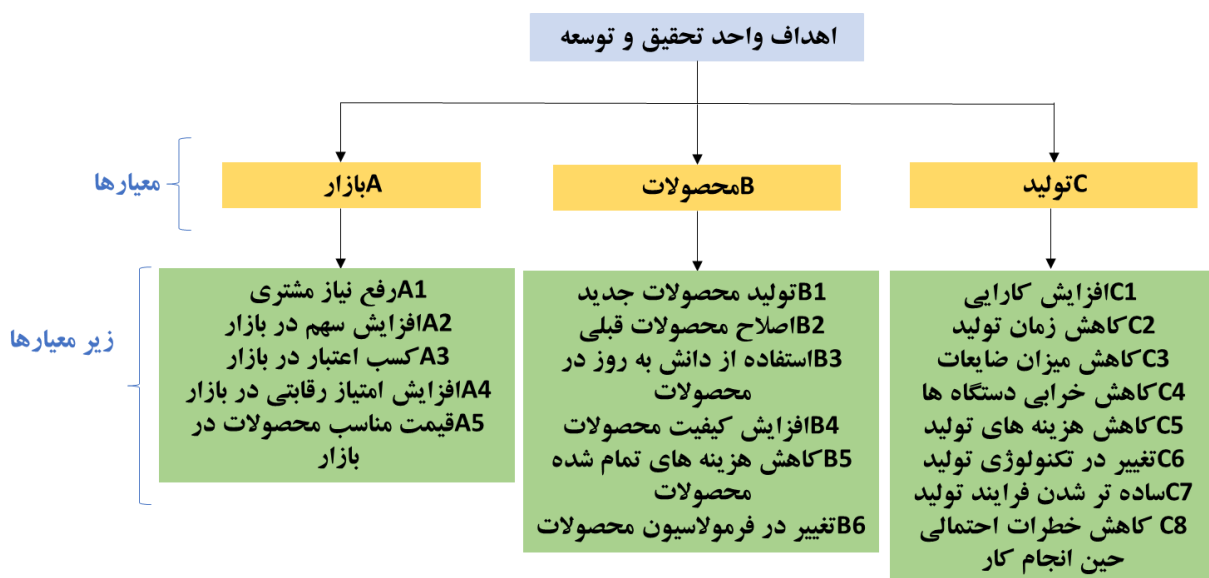 اهداف واحد تحقیق و توسعه
معیارها
Aبازار
Bمحصولات
Cتولید
زیر معیارها
A1رفع نیاز مشتری
A2افزایش سهم در بازار
A3کسب اعتبار در بازار
A4افزایش امتیاز رقابتی در بازار
A5قیمت مناسب محصولات در
بازار
B1تولید محصولات جدید
B2اصلاح محصولات قبلی
B3استفاده از دانش به روز در
محصولات
B4افزایش کیفیت محصولات
B5کاهش هزینه های تمام شده
محصولات
B6تغییر در فرمولاسیون محصولات
C1افزایش کارایی
C2کاهش زمان تولید
C3کاهش میزان ضایعات
C4کاهش خرابی دستگاه ها
C5کاهش هزینه های تولید
C6تغییر در تکنولوژی تولید
C7ساده تر شدن فرایند تولید
C8 کاهش خطرات احتمالی
حین انجام کار